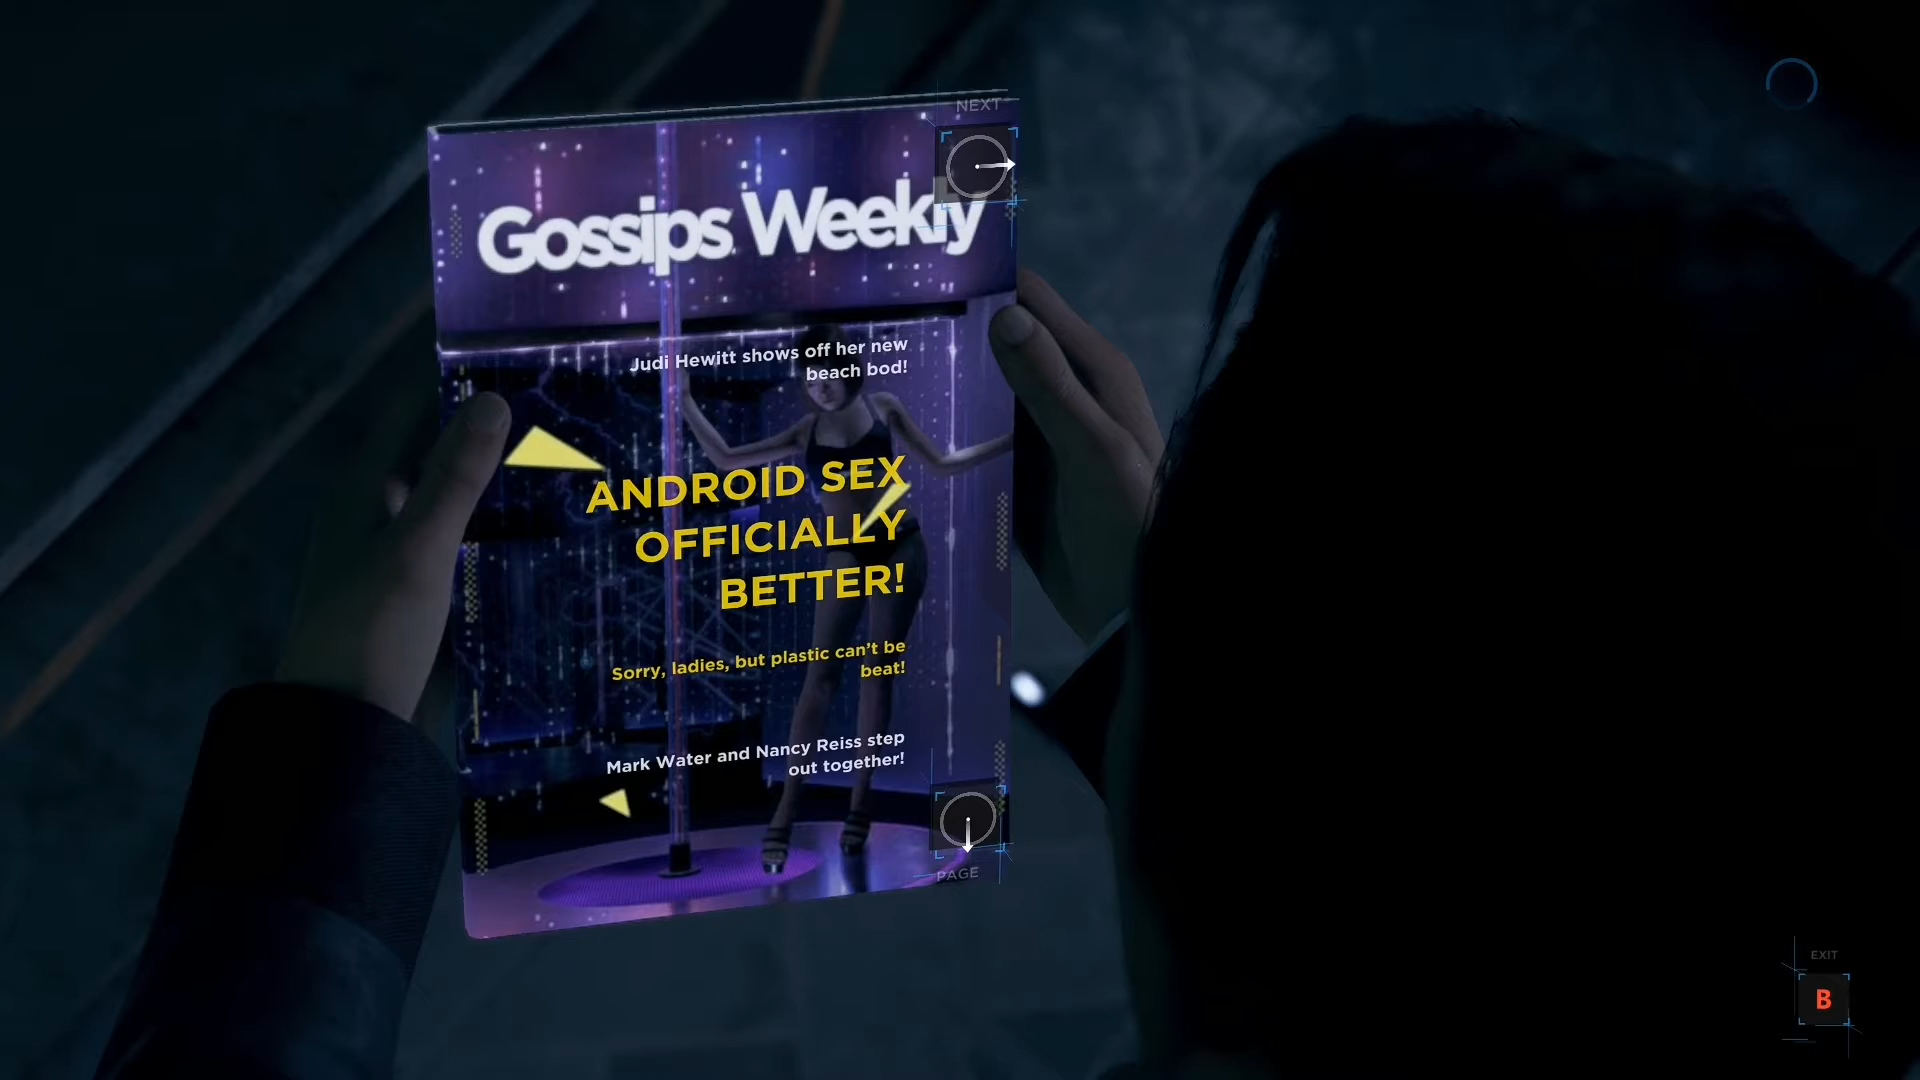 NEXT
Gossips Weekly
Judi Hewitt shows off her new
beach bod!
ANDROID SEX
OFFICIALLY
BETTER!
Sorry, ladies, but plastic can't be
beat!
Mark Water and Nancy Reiss step
out together!
PAGE
EXIT
B